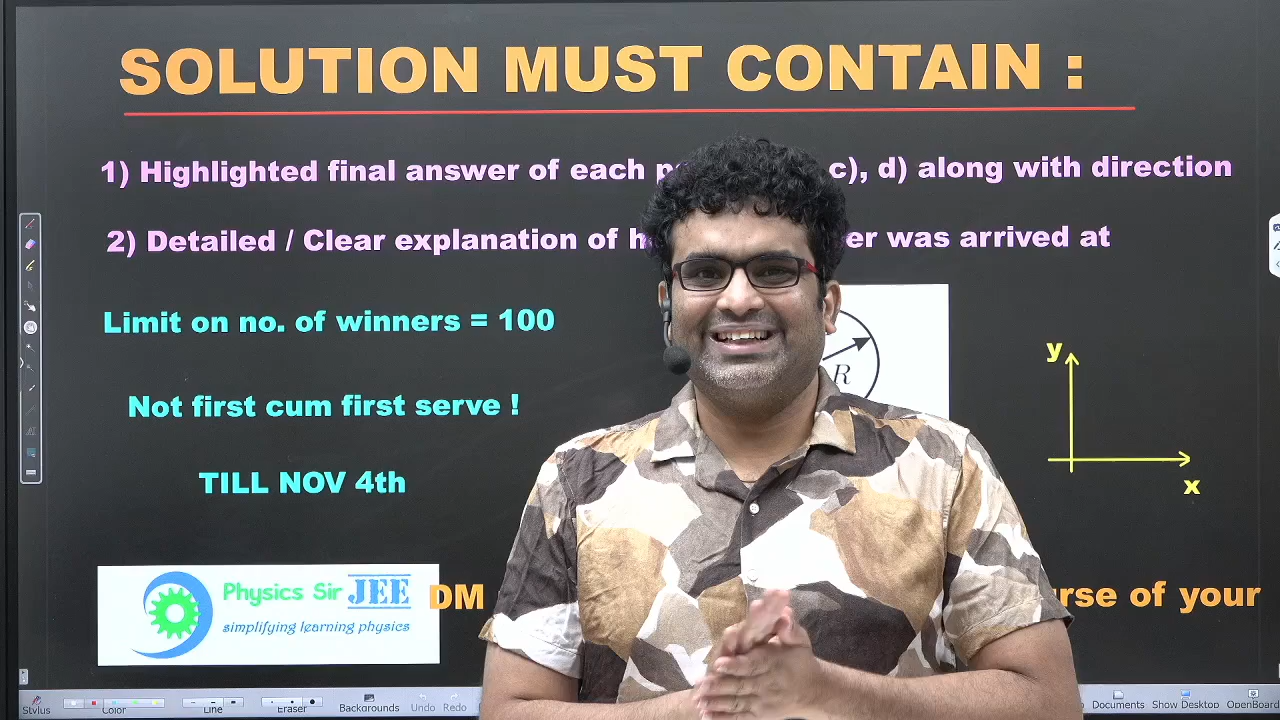 SOLUTION MUST CONTAIN :
1) Highlighted final answer of each c), d) along with direction
2) Detailed / Clear explanation of was arrived at
Limit on no. of winners = 100
R
y
Not first cum first serve !
TILL NOV 4th
x
Physics Sir JEE
simplifying learning physics
DM of your
Stylus Color Line Eraser Backgrounds Undo Redo Documents Show Desktop OpenBoard